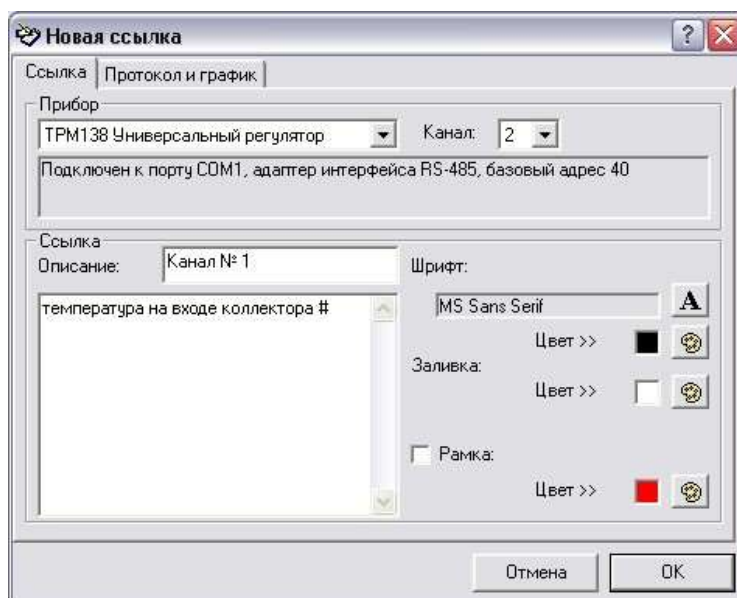 Новая ссылка
Ссылка
Протокол и график
Прибор
ТРМ138 Универсальный регулятор
Канал:
2
Подключен к порту COM1, адаптер интерфейса RS-485, базовый адрес 40
Ссылка
Описание:
Канал № 1
Шрифт:
температура на входе коллектора #
MS Sans Serif
A
Цвет >>
Заливка:
Цвет >>
Рамка:
Цвет >>
Отмена
OK